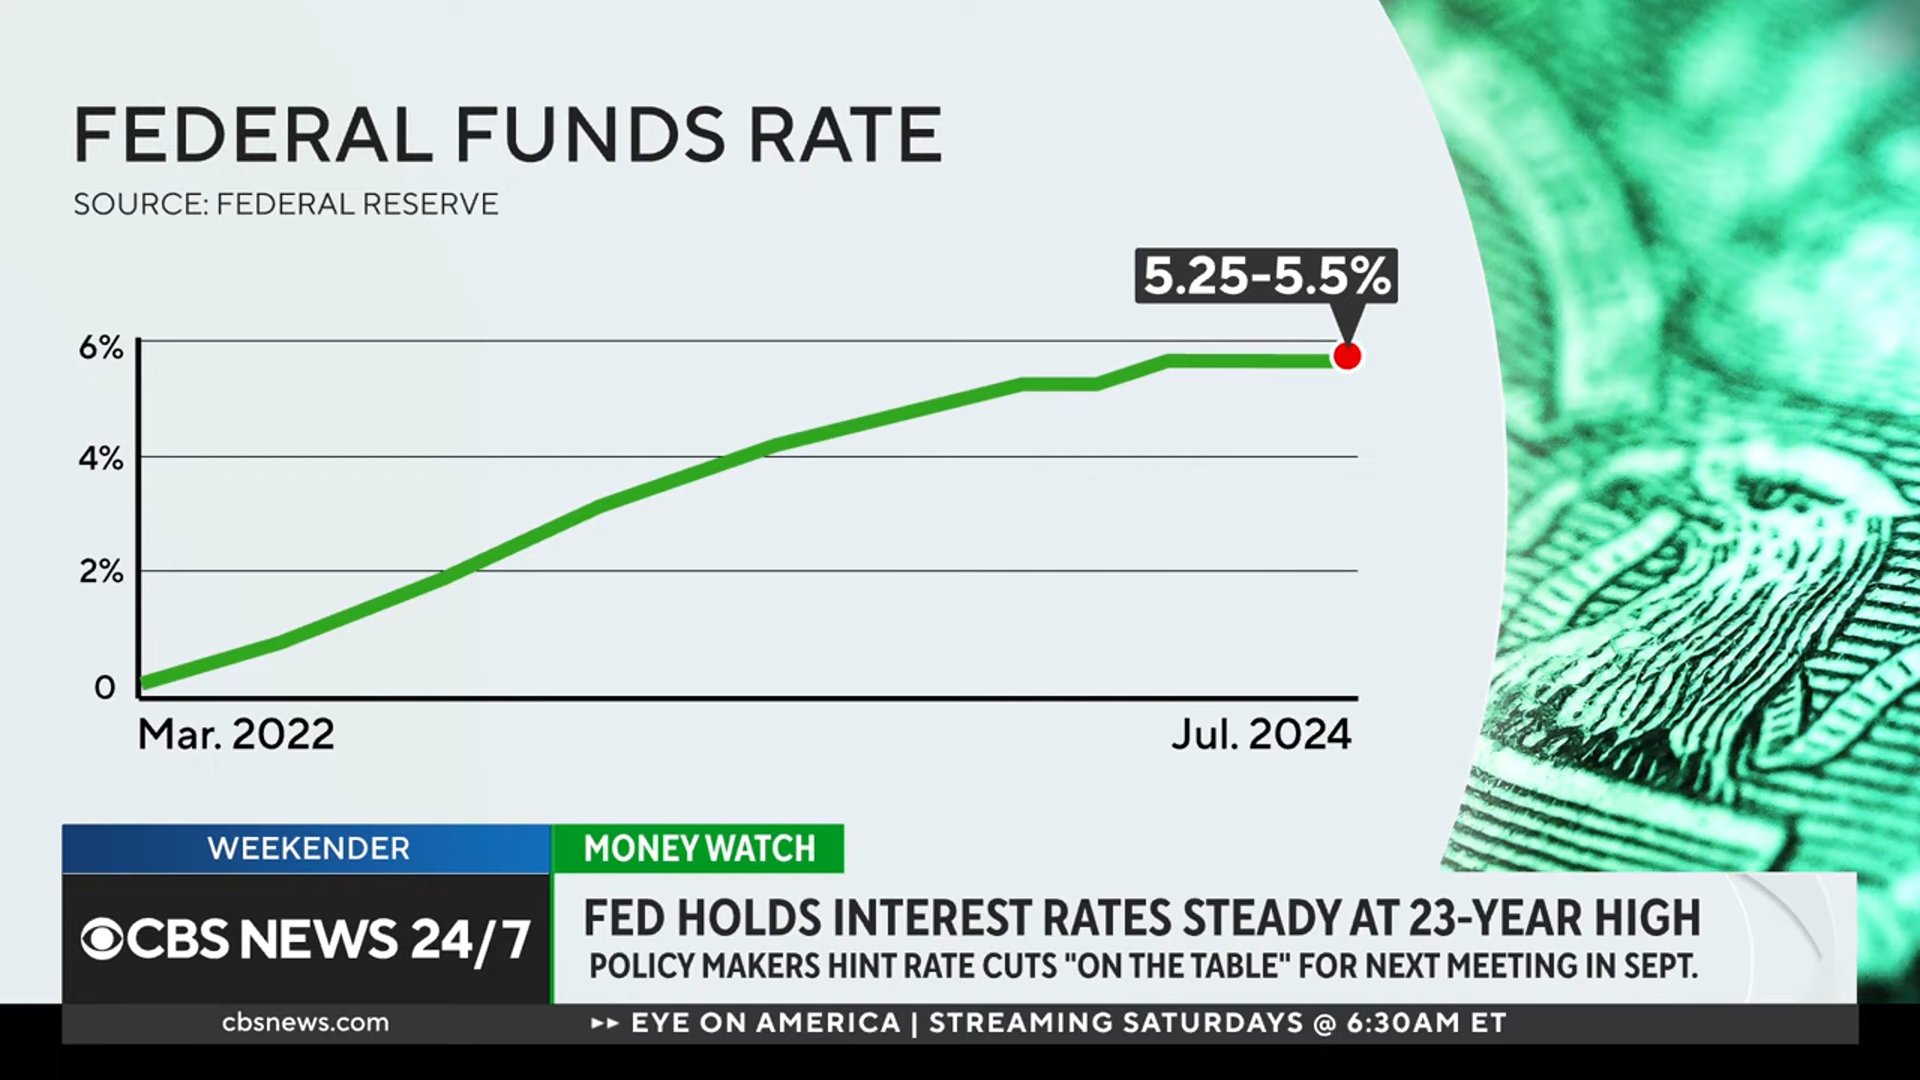 FEDERAL FUNDS RATE
SOURCE: FEDERAL RESERVE
5.25-5.5%
6%
4%
2%
0
Mar. 2022
Jul. 2024
WEEKENDER
MONEY WATCH
CBS NEWS 24/7
FED HOLDS INTEREST RATES STEADY AT 23-YEAR HIGH
POLICY MAKERS HINT RATE CUTS "ON THE TABLE" FOR NEXT MEETING IN SEPT.
cbsnews.com
EYE ON AMERICA | STREAMING SATURDAYS @ 6:30AM ET